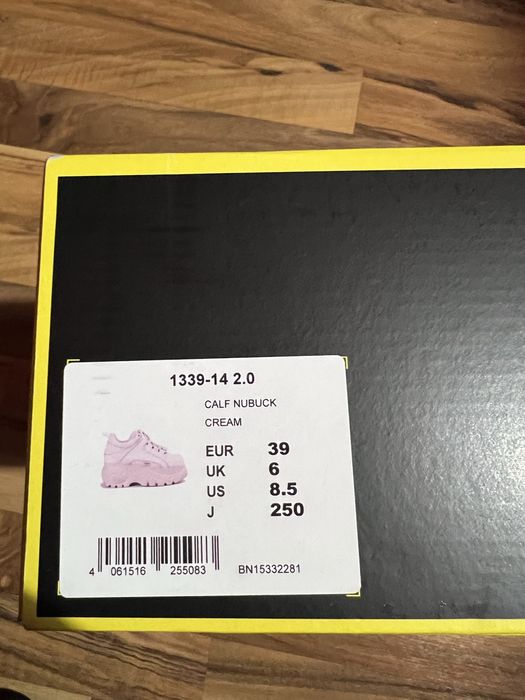 1339-14 2.0
CALF NUBUCK
CREAM
EUR 39
UK 6
US 8.5
J 250
4 061516 255083 BN15332281